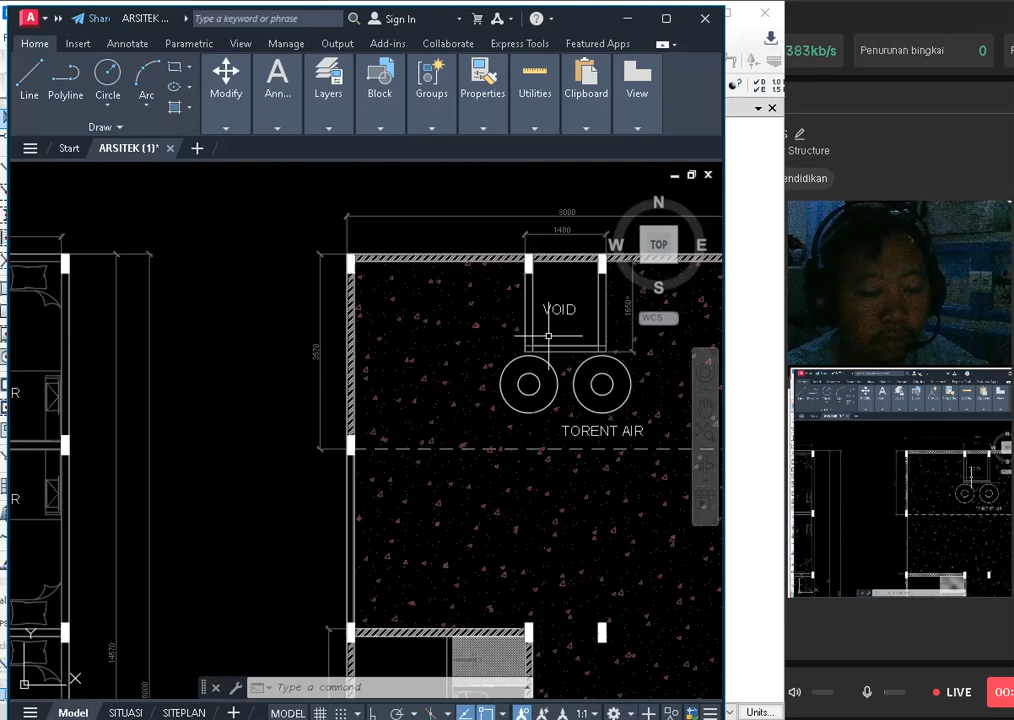 Shar
ARSITEK ...
Type a keyword or phrase
Sign In
383kb/s
Penurunan bingkai
0
Home
Insert
Annotate
Parametric
View
Manage
Output
Add-ins
Collaborate
Express Tools
Featured Apps
Line
Polyline
Circle
Arc
Modify
Ann...
Layers
Block
Groups
Properties
Utilities
Clipboard
View
Draw
Start
ARSITEK (1)*
Structure
endidikan
8000
1480
N
W
TOP
E
S
WCS
VOID
1650
3570
TORENT AIR
R
R
14570
Y
X
Type a command
Model
SITUASI
SITEPLAN
MODEL
1:1
Units...
LIVE
00: